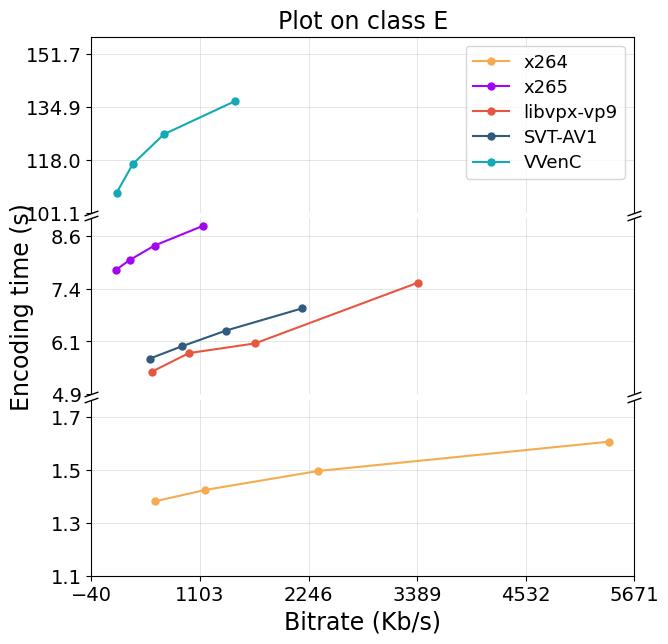 Plot on class E
x264
x265
libvpx-vp9
SVT-AV1
VVenC
Encoding time (s)
151.7
134.9
118.0
101.1
8.6
7.4
6.1
4.9
1.7
1.5
1.3
1.1
−40 1103 2246 3389 4532 5671
Bitrate (Kb/s)